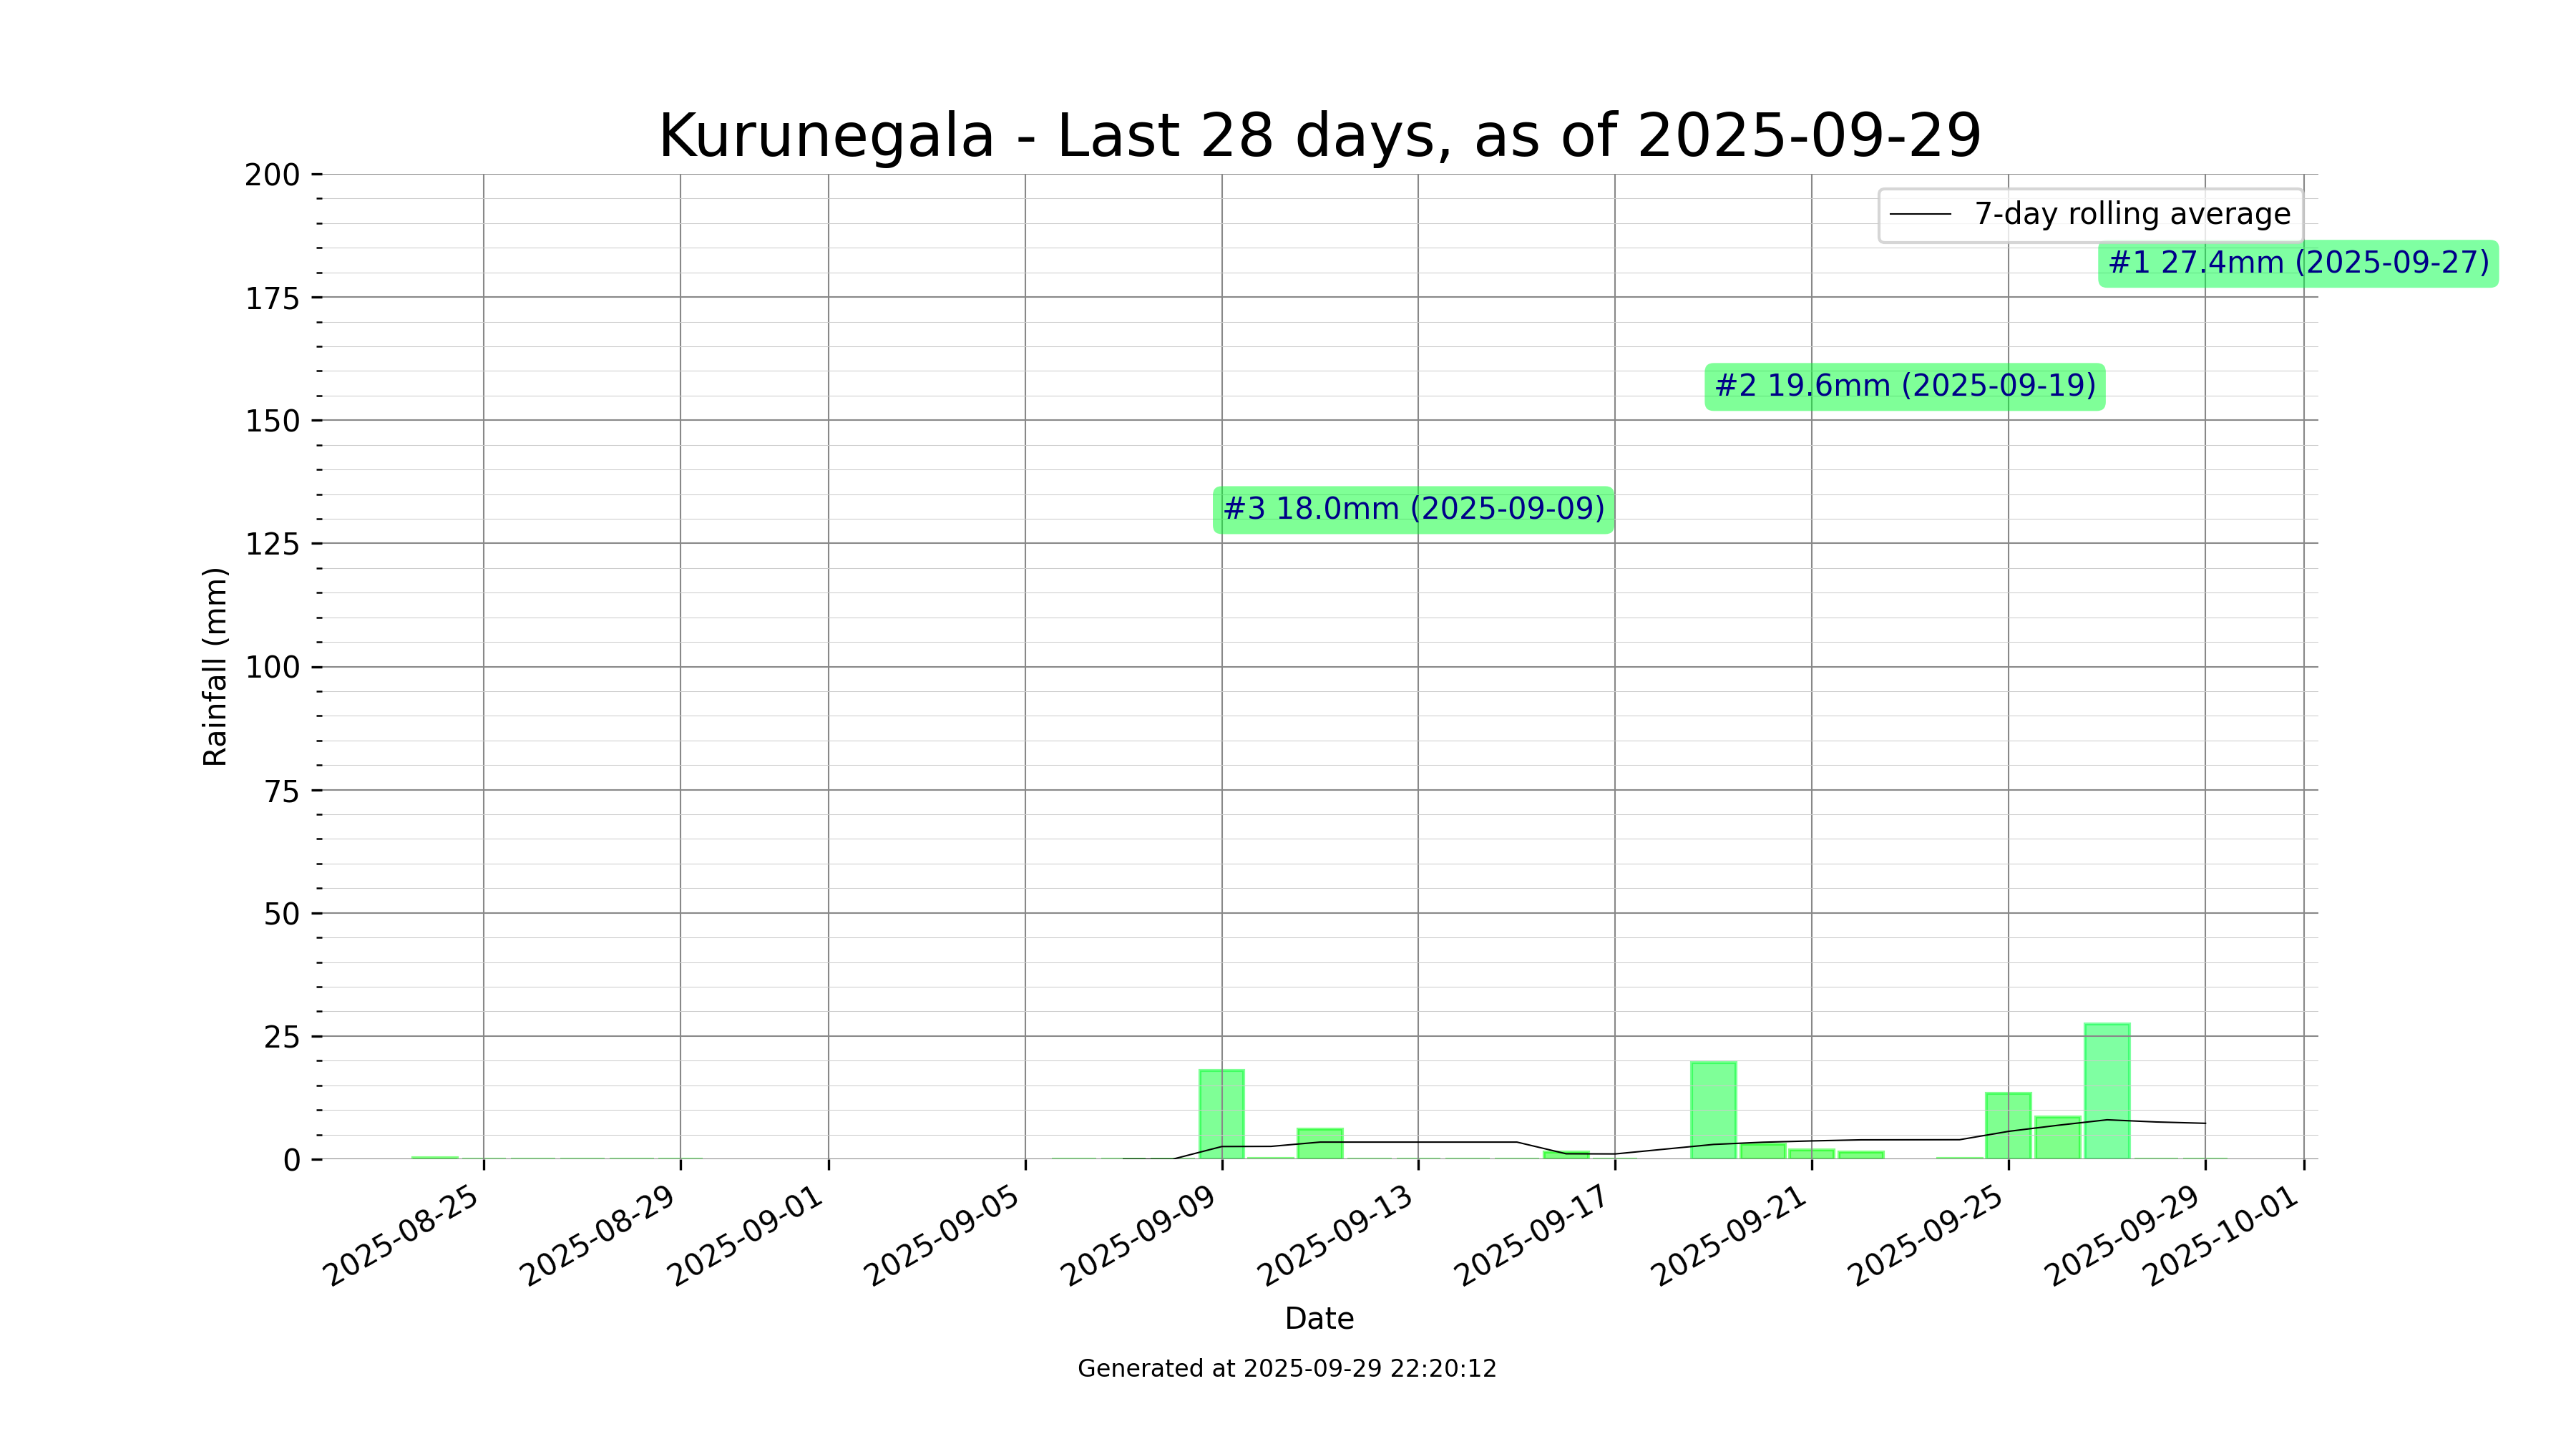 Kurunegala - Last 28 days, as of 2025-09-29
200
175
150
125
100
75
50
25
0
Rainfall (mm)
7-day rolling average
#1 27.4mm (2025-09-27)
#2 19.6mm (2025-09-19)
#3 18.0mm (2025-09-09)
2025-08-25
2025-08-29
2025-09-01
2025-09-05
2025-09-09
2025-09-13
2025-09-17
2025-09-21
2025-09-25
2025-09-29
2025-10-01
Date
Generated at 2025-09-29 22:20:12